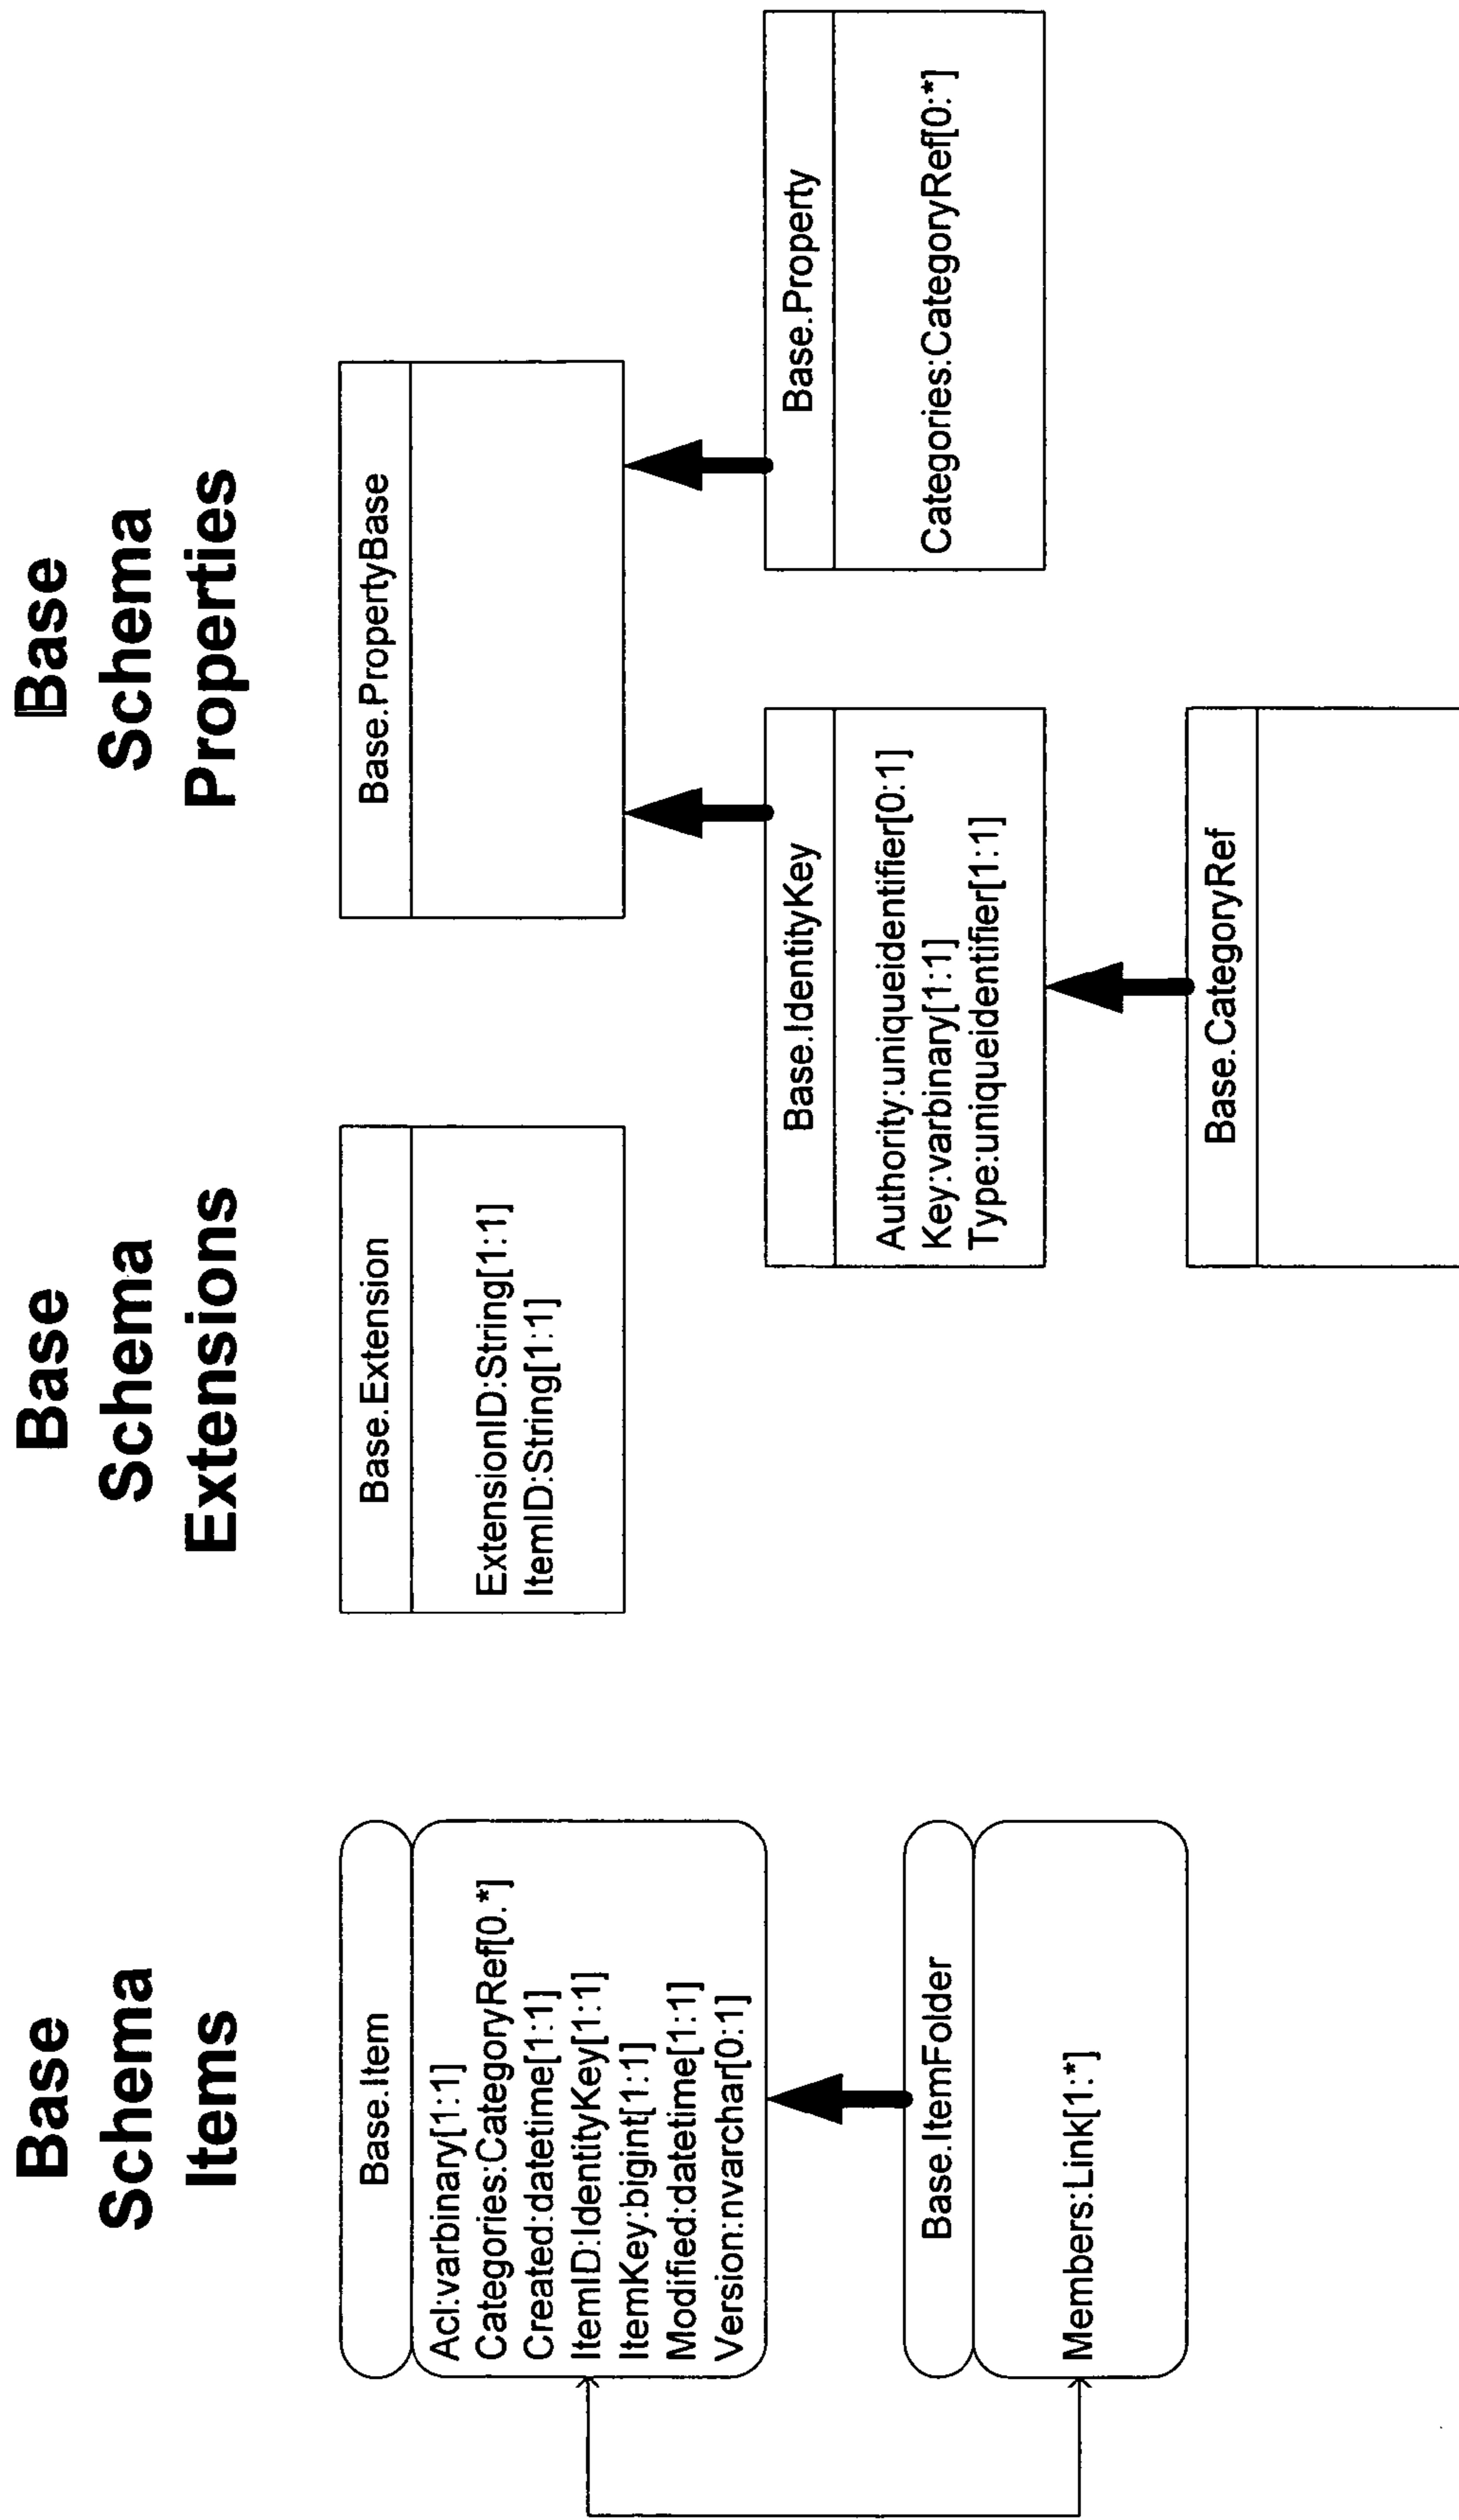 Base
Schema
Items
Base.Item
Acl:varbinary[1:1]
Categories:CategoryRef[0.*]
Created:datetime[1:1]
ItemID:IdentityKey[1:1]
ItemKey:bigint[1:1]
Modified:datetime[1:1]
Version:nvarchar[0:1]
Base.ItemFolder
Members:Link[1:*]
Base
Schema
Extensions
Base.Extension
ExtensionID:String[1:1]
ItemID:String[1:1]
Base
Schema
Properties
Base.PropertyBase
Base.IdentityKey
Authority:uniqueidentifier[0:1]
Key:varbinary[1:1]
Type:uniqueidentifier[1:1]
Base.Property
Categories:CategoryRef[0:*]
Base.CategoryRef